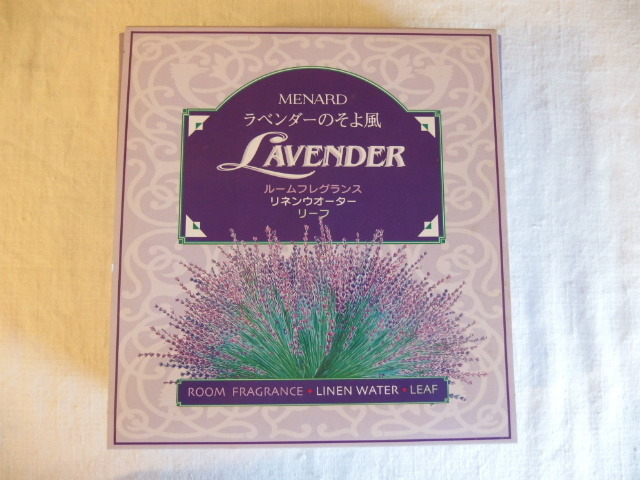 MENARD
ラベンダーのそよ風
LAVENDER
ルームフレグランス
リネンウオーター
リーフ
ROOM FRAGRANCE • LINEN WATER • LEAF